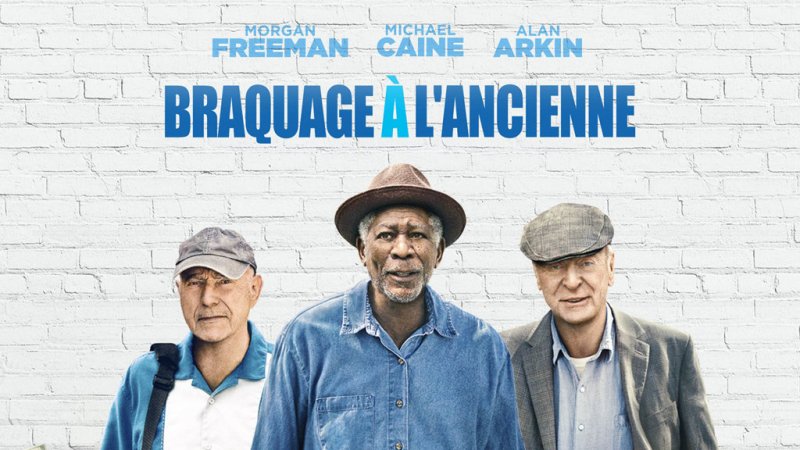 MORGAN MICHAEL ALAN
FREEMAN CAINE ARKIN
BRAQUAGE À L'ANCIENNE